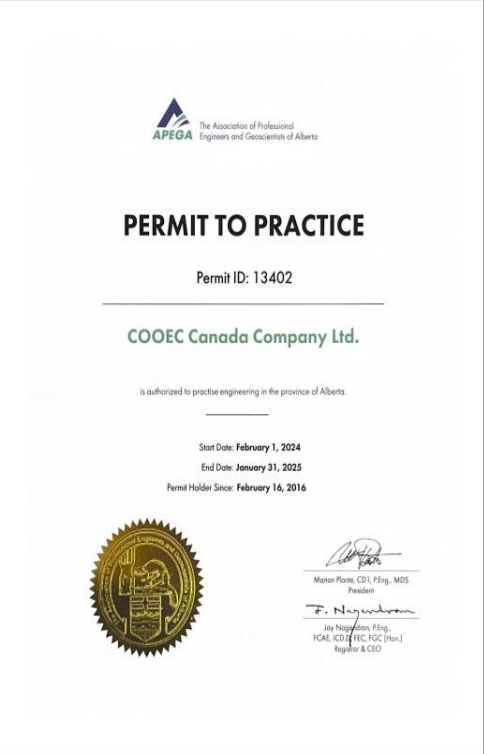 APEGA
The Association of Professional
Engineers and Geoscientists of Alberta
PERMIT TO PRACTICE
Permit ID: 13402
COOEC Canada Company Ltd.
is authorized to practise engineering in the province of Alberta.
Start Date: February 1, 2024
End Date: January 31, 2025
Permit Holder Since: February 16, 2016
Manon Plante, CD1, P.Eng., MDS
President
F. Nagendran
Jay Nagendran, P.Eng.,
FCAE, ICD.D, FEC, FGC (Hon.)
Registrar & CEO